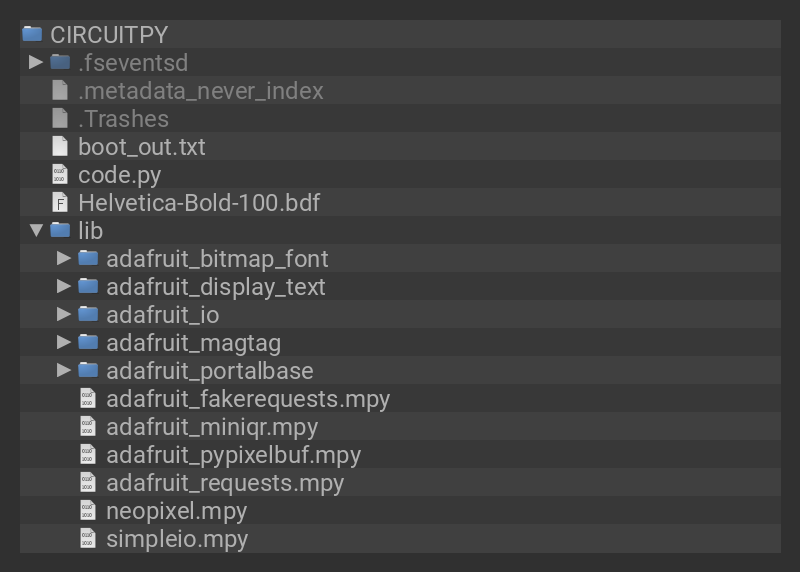 CIRCUITPY
.fseventsd
.metadata_never_index
.Trashes
boot_out.txt
code.py
Helvetica-Bold-100.bdf
lib
adafruit_bitmap_font
adafruit_display_text
adafruit_io
adafruit_magtag
adafruit_portalbase
adafruit_fakerequests.mpy
adafruit_miniqr.mpy
adafruit_pypixelbuf.mpy
adafruit_requests.mpy
neopixel.mpy
simpleio.mpy